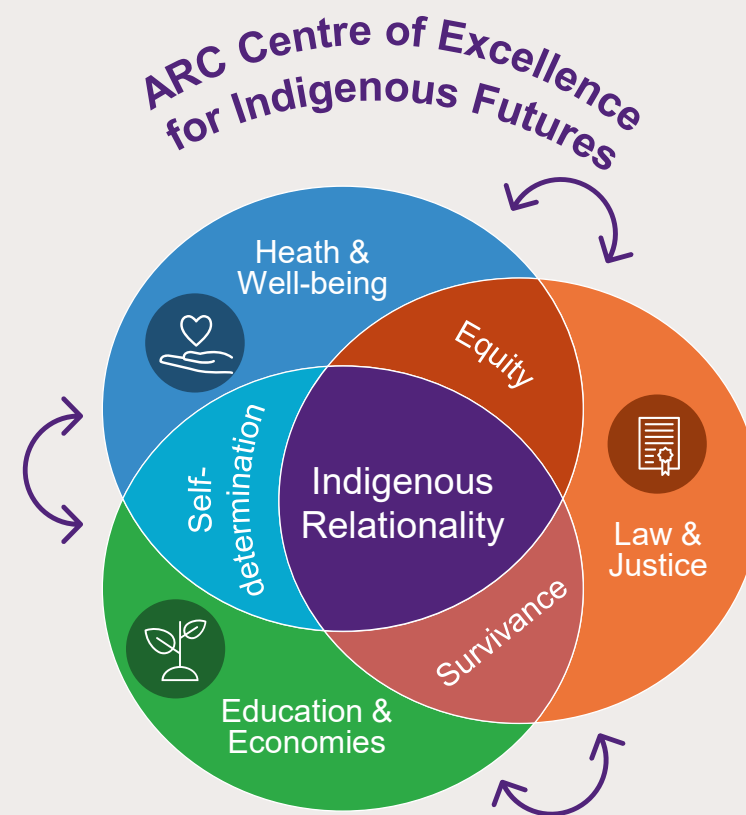 ARC Centre of Excellence
for Indigenous Futures
Heath &
Well-being
Equity
Self-
determination
Indigenous
Relationality
Law &
Justice
Survivance
Education &
Economies